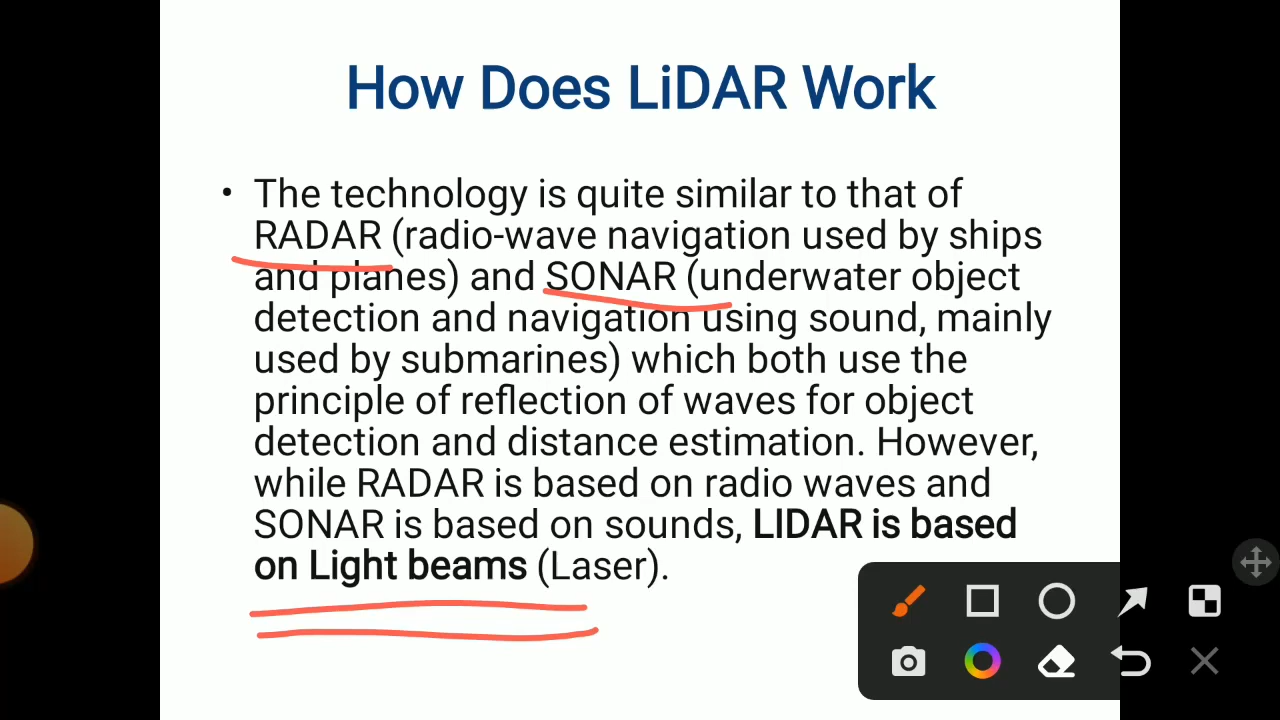 How Does LiDAR Work
• The technology is quite similar to that of
RADAR (radio-wave navigation used by ships
and planes) and SONAR (underwater object
detection and navigation using sound, mainly
used by submarines) which both use the
principle of reflection of waves for object
detection and distance estimation. However,
while RADAR is based on radio waves and
SONAR is based on sounds, LIDAR is based
on Light beams (Laser).